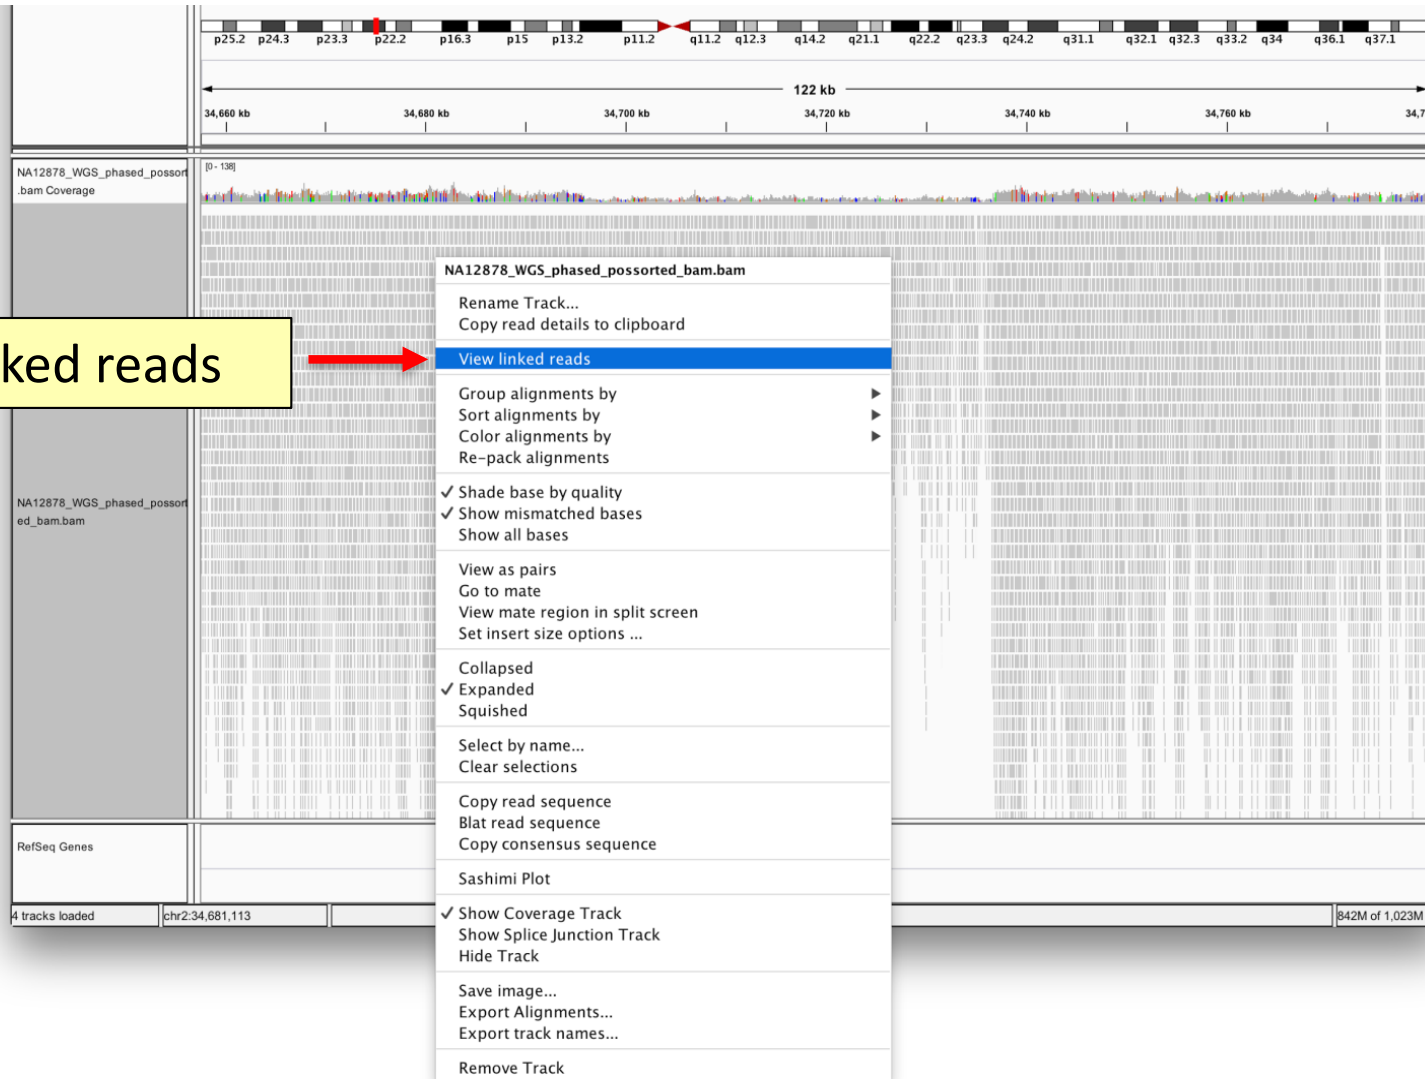 p25.2 p24.3 p23.3 p22.2 p16.3 p15 p13.2 p11.2 q11.2 q12.3 q14.2 q21.1 q22.2 q23.3 q24.2 q31.1 q32.1 q32.3 q33.2 q34 q36.1 q37.1
122 kb
34,660 kb 34,680 kb 34,700 kb 34,720 kb 34,740 kb 34,760 kb 34,7
NA12878_WGS_phased_possort
.bam Coverage
[0 - 138]
NA12878_WGS_phased_possorted_bam.bam
Rename Track...
Copy read details to clipboard
View linked reads
ked reads
Group alignments by
Sort alignments by
Color alignments by
Re-pack alignments
Shade base by quality
Show mismatched bases
Show all bases
NA12878_WGS_phased_possort
ed_bam.bam
View as pairs
Go to mate
View mate region in split screen
Set insert size options ...
Collapsed
Expanded
Squished
Select by name...
Clear selections
Copy read sequence
Blat read sequence
Copy consensus sequence
RefSeq Genes
Sashimi Plot
Show Coverage Track
Show Splice Junction Track
Hide Track
4 tracks loaded chr2:34,681,113 842M of 1,023M
Save image...
Export Alignments...
Export track names...
Remove Track